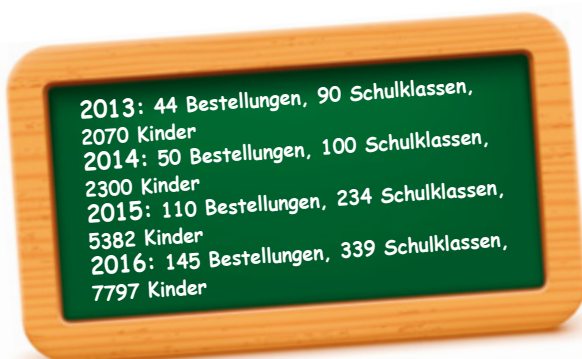 2013: 44 Bestellungen, 90 Schulklassen,
2070 Kinder
2014: 50 Bestellungen, 100 Schulklassen,
2300 Kinder
2015: 110 Bestellungen, 234 Schulklassen,
5382 Kinder
2016: 145 Bestellungen, 339 Schulklassen,
7797 Kinder